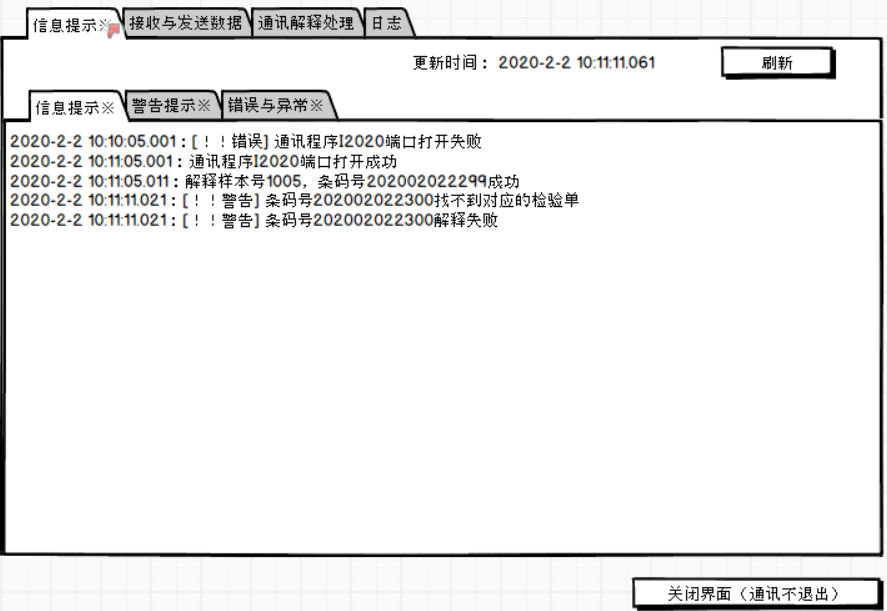 信息提示※ 接收与发送数据 通讯解释处理 日志
更新时间： 2020-2-2 10:11:11.061 刷新
信息提示※ 警告提示※ 错误与异常※
2020-2-2 10:10:05.001：[！！错误] 通讯程序I2020端口打开失败
2020-2-2 10:11:05.001：通讯程序I2020端口打开成功
2020-2-2 10:11:05.011：解释样本号1005，条码号202002022299成功
2020-2-2 10:11:11.021：[！！警告] 条码号202002022300找不到对应的检验单
2020-2-2 10:11:11.021：[！！警告] 条码号202002022300解释失败
关闭界面（通讯不退出）